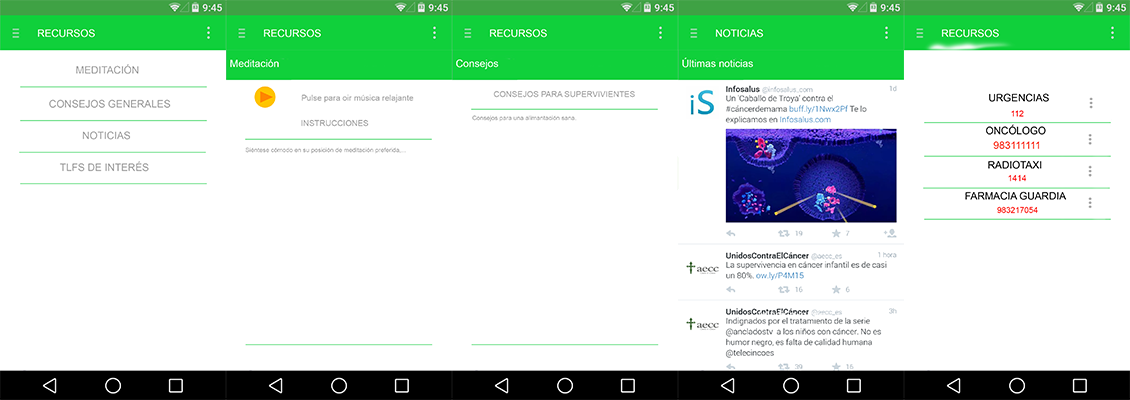 9:45
RECURSOS
MEDITACIÓN
CONSEJOS GENERALES
NOTICIAS
TLFS DE INTERÉS
9:45
RECURSOS
Meditación
Pulse para oir música relajante
INSTRUCCIONES
Siéntese cómodo en su posición de meditación preferida,...
9:45
RECURSOS
Consejos
CONSEJOS PARA SUPERVIVIENTES
Consejos para una alimantación sana.
9:45
NOTICIAS
Últimas noticias
iS
Infosalus @infosalus_com 1d
Un 'Caballo de Troya' contra el
#cáncerdemama buff.ly/1Nwx2Pf Te lo
explicamos en Infosalus.com
19 7
aecc
UnidosContraElCáncer @aecc_es 1 hora
La supervivencia en cáncer infantil es de casi
un 80%. ow.ly/P4M15
16 6
aecc
UnidosContraElCáncer @aecc_es 3h
Indignados por el tratamiento de la serie
@ancladostv a los niños con cáncer. No es
humor negro, es falta de calidad humana
@telecincoes
39 16
9:45
RECURSOS
URGENCIAS
112
ONCÓLOGO
983111111
RADIOTAXI
1414
FARMACIA GUARDIA
983217054